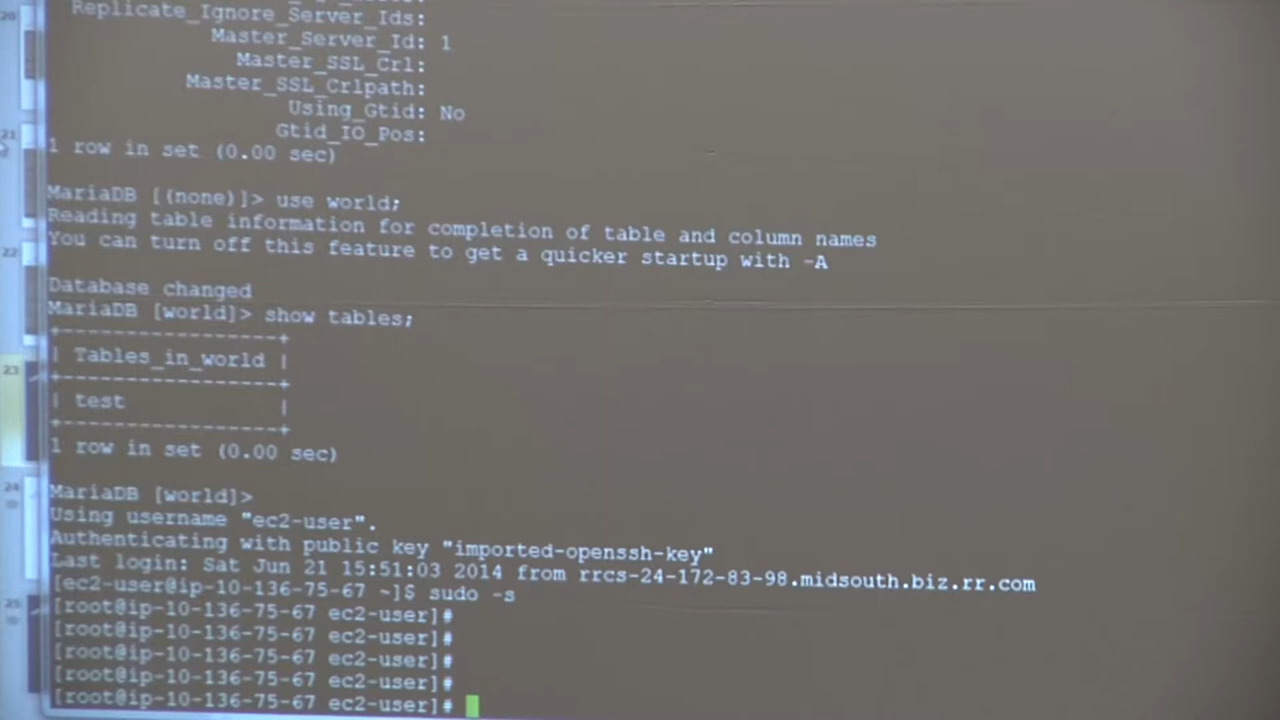 Replicate_Ignore_Server_Ids:
Master_Server_Id: 1
Master_SSL_Crl:
Master_SSL_Crlpath:
Using_Gtid: No
Gtid_IO_Pos:
1 row in set (0.00 sec)
MariaDB [(none)]> use world;
Reading table information for completion of table and column names
You can turn off this feature to get a quicker startup with -A
Database changed
MariaDB [world]> show tables;
+-----------------+
| Tables_in_world |
+-----------------+
| test            |
+-----------------+
1 row in set (0.00 sec)
MariaDB [world]>
Using username "ec2-user".
Authenticating with public key "imported-openssh-key"
Last login: Sat Jun 21 15:51:03 2014 from rrcs-24-172-83-98.midsouth.biz.rr.com
[ec2-user@ip-10-136-75-67 ~]$ sudo -s
[root@ip-10-136-75-67 ec2-user]#
[root@ip-10-136-75-67 ec2-user]#
[root@ip-10-136-75-67 ec2-user]#
[root@ip-10-136-75-67 ec2-user]#
[root@ip-10-136-75-67 ec2-user]#
20
21
22
23
24
25